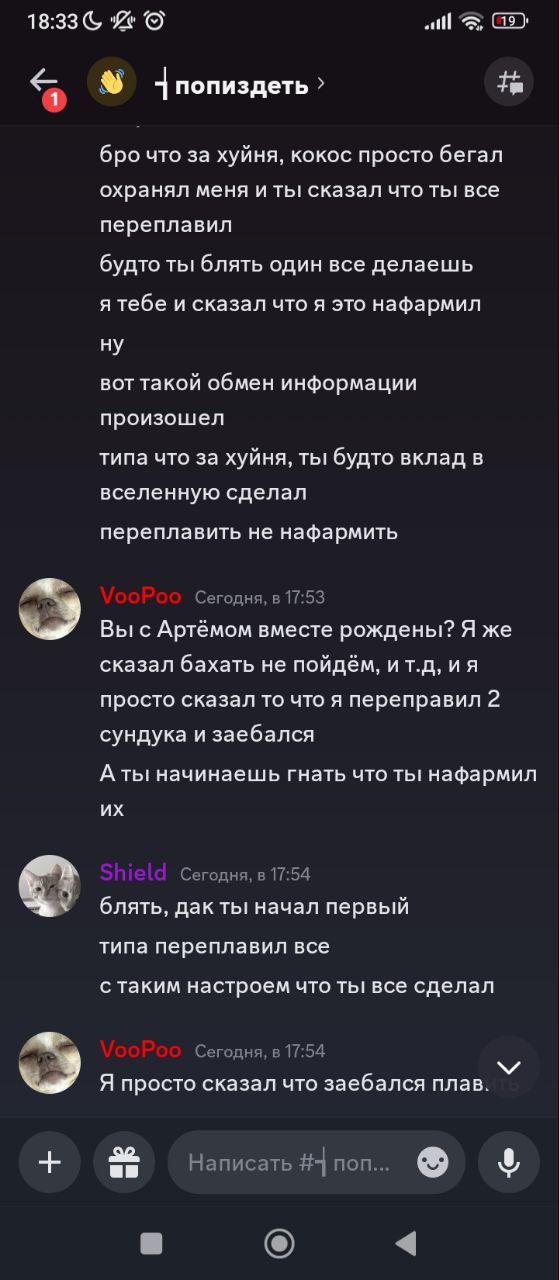 18:33
19
1
┤попиздеть
бро что за хуйня, кокос просто бегал
охранял меня и ты сказал что ты все
переплавил
будто ты блять один все делаешь
я тебе и сказал что я это нафармил
ну
вот такой обмен информации
произошел
типа что за хуйня, ты будто вклад в
вселенную сделал
переплавить не нафармить
VooPoo Сегодня, в 17:53
Вы с Артёмом вместе рождены? Я же
сказал бахать не пойдём, и т.д, и я
просто сказал то что я переправил 2
сундука и заебался
А ты начинаешь гнать что ты нафармил
их
Shield Сегодня, в 17:54
блять, дак ты начал первый
типа переплавил все
с таким настроем что ты все сделал
VooPoo Сегодня, в 17:54
Я просто сказал что заебался плавить
Написать #┤поп...